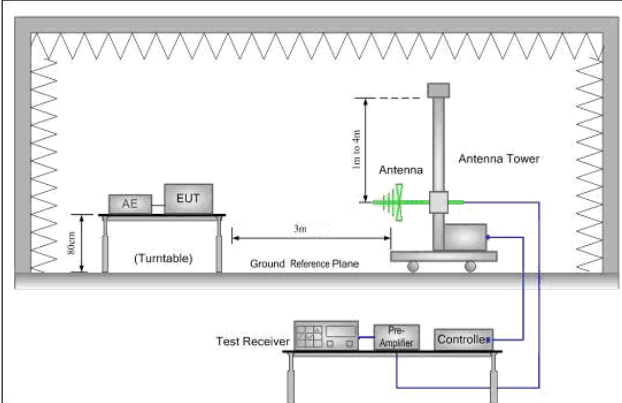 1m to 4m
Antenna
Antenna Tower
AE
EUT
80cm
(Turntable)
3m
Ground Reference Plane
Test Receiver
Pre-
Amplifier
Controller